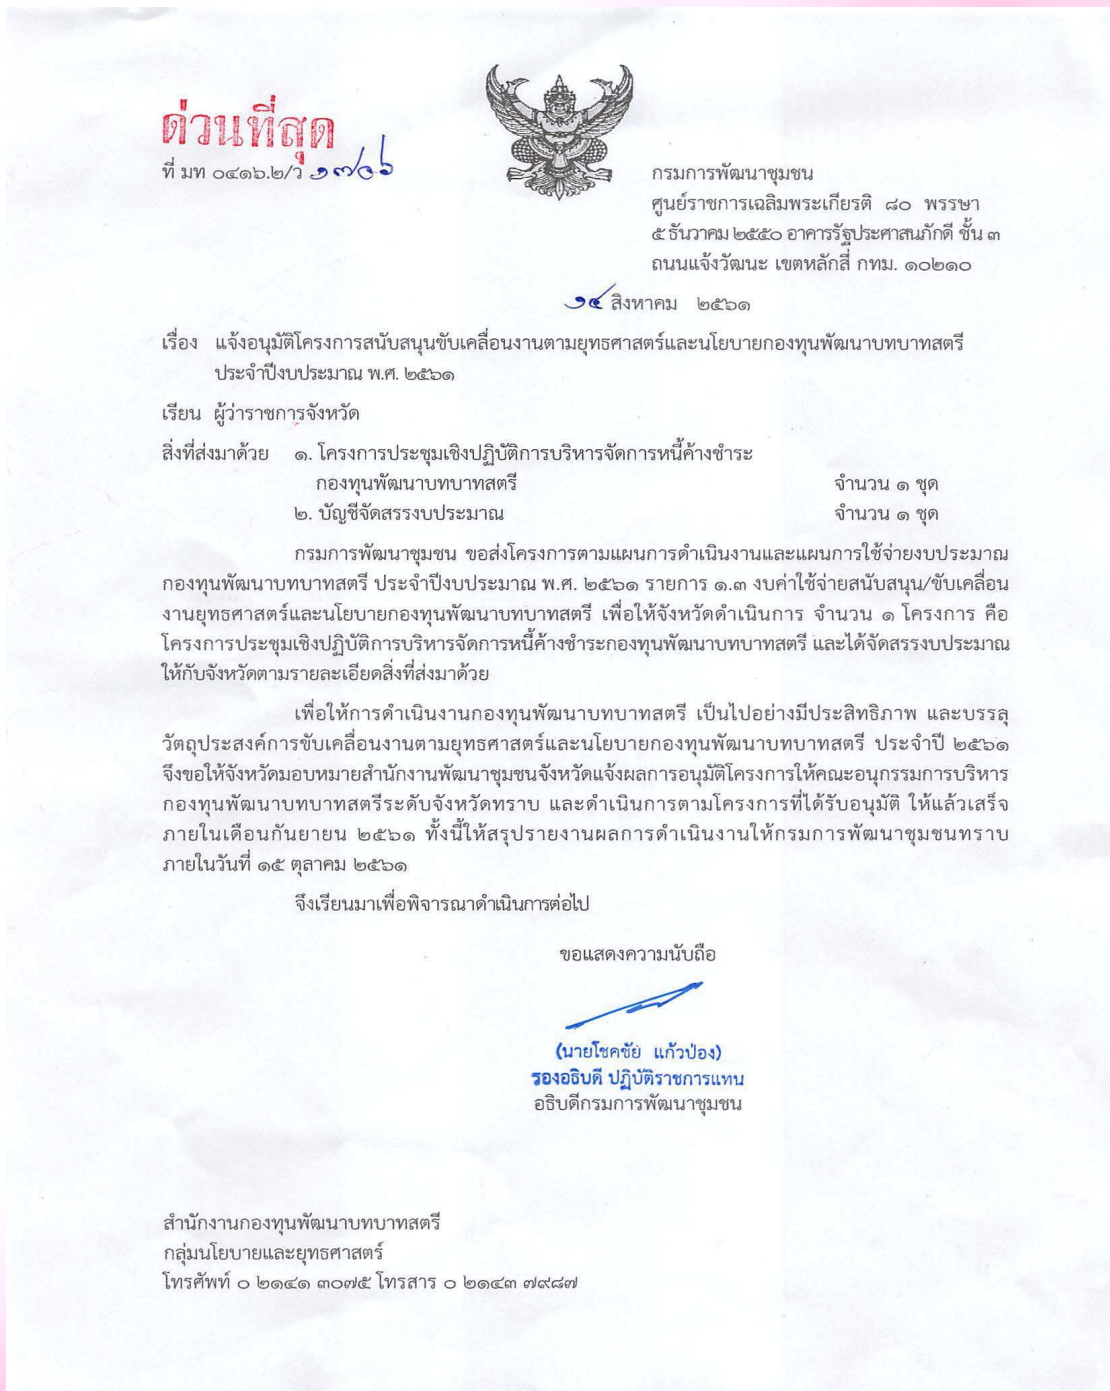 ด่วนที่สุด
ที่ มท ๐๔๑๖.๒/ว ๑๗๐๖
กรมการพัฒนาชุมชน
ศูนย์ราชการเฉลิมพระเกียรติ ๘๐ พรรษา
๕ ธันวาคม ๒๕๕๐ อาคารรัฐประศาสนภักดี ชั้น ๓
ถนนแจ้งวัฒนะ เขตหลักสี่ กทม. ๑๐๒๑๐
๑๔ สิงหาคม ๒๕๖๑
เรื่อง แจ้งอนุมัติโครงการสนับสนุนขับเคลื่อนงานตามยุทธศาสตร์และนโยบายกองทุนพัฒนาบทบาทสตรี
ประจำปีงบประมาณ พ.ศ. ๒๕๖๑
เรียน ผู้ว่าราชการจังหวัด
สิ่งที่ส่งมาด้วย ๑. โครงการประชุมเชิงปฏิบัติการบริหารจัดการหนี้ค้างชำระ
กองทุนพัฒนาบทบาทสตรี จำนวน ๑ ชุด
๒. บัญชีจัดสรรงบประมาณ จำนวน ๑ ชุด
กรมการพัฒนาชุมชน ขอส่งโครงการตามแผนการดำเนินงานและแผนการใช้จ่ายงบประมาณ
กองทุนพัฒนาบทบาทสตรี ประจำปีงบประมาณ พ.ศ. ๒๕๖๑ รายการ ๑.๓ งบค่าใช้จ่ายสนับสนุน/ขับเคลื่อน
งานยุทธศาสตร์และนโยบายกองทุนพัฒนาบทบาทสตรี เพื่อให้จังหวัดดำเนินการ จำนวน ๑ โครงการ คือ
โครงการประชุมเชิงปฏิบัติการบริหารจัดการหนี้ค้างชำระกองทุนพัฒนาบทบาทสตรี และได้จัดสรรงบประมาณ
ให้กับจังหวัดตามรายละเอียดสิ่งที่ส่งมาด้วย
เพื่อให้การดำเนินงานกองทุนพัฒนาบทบาทสตรี เป็นไปอย่างมีประสิทธิภาพ และบรรลุ
วัตถุประสงค์การขับเคลื่อนงานตามยุทธศาสตร์และนโยบายกองทุนพัฒนาบทบาทสตรี ประจำปี ๒๕๖๑
จึงขอให้จังหวัดมอบหมายสำนักงานพัฒนาชุมชนจังหวัดแจ้งผลการอนุมัติโครงการให้คณะอนุกรรมการบริหาร
กองทุนพัฒนาบทบาทสตรีระดับจังหวัดทราบ และดำเนินการตามโครงการที่ได้รับอนุมัติ ให้แล้วเสร็จ
ภายในเดือนกันยายน ๒๕๖๑ ทั้งนี้ให้สรุปรายงานผลการดำเนินงานให้กรมการพัฒนาชุมชนทราบ
ภายในวันที่ ๑๕ ตุลาคม ๒๕๖๑
จึงเรียนมาเพื่อพิจารณาดำเนินการต่อไป
ขอแสดงความนับถือ
(นายโชคชัย แก้วป่อง)
รองอธิบดี ปฏิบัติราชการแทน
อธิบดีกรมการพัฒนาชุมชน
สำนักงานกองทุนพัฒนาบทบาทสตรี
กลุ่มนโยบายและยุทธศาสตร์
โทรศัพท์ ๐ ๒๑๔๑ ๓๐๗๕ โทรสาร ๐ ๒๑๔๓ ๗๙๘๗